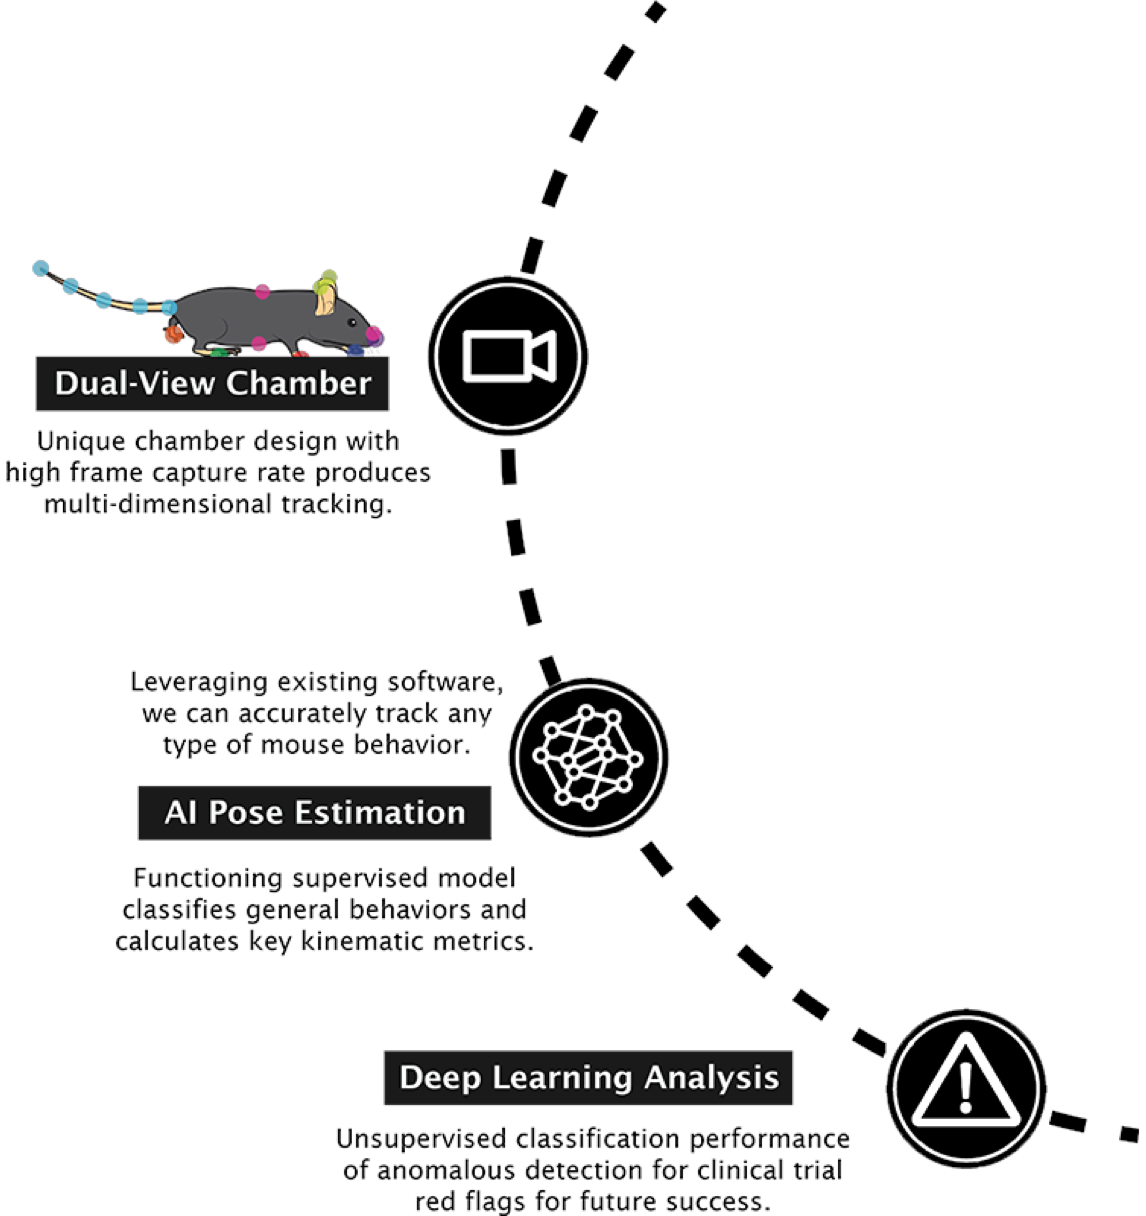 Dual-View Chamber
Unique chamber design with
high frame capture rate produces
multi-dimensional tracking.
Leveraging existing software,
we can accurately track any
type of mouse behavior.
AI Pose Estimation
Functioning supervised model
classifies general behaviors and
calculates key kinematic metrics.
Deep Learning Analysis
Unsupervised classification performance
of anomalous detection for clinical trial
red flags for future success.